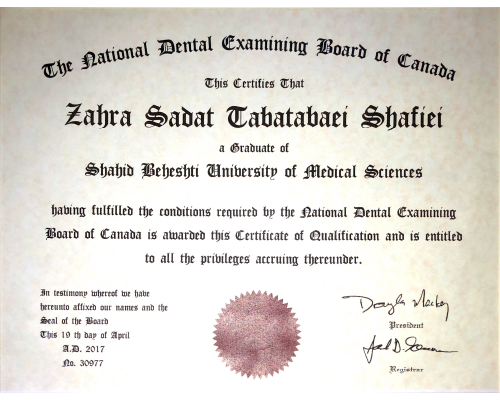 The National Dental Examining Board of Canada
This Certifies That
Zahra Sadat Tabatabaei Shafiei
a Graduate of
Shahid Beheshti University of Medical Sciences
having fulfilled the conditions required by the National Dental Examining
Board of Canada is awarded this Certificate of Qualification and is entitled
to all the privileges accruing thereunder.
In testimony whereof we have
hereunto affixed our names and the
Seal of the Board
This 19 th day of April
A.D. 2017
No. 30977
President
Registrar